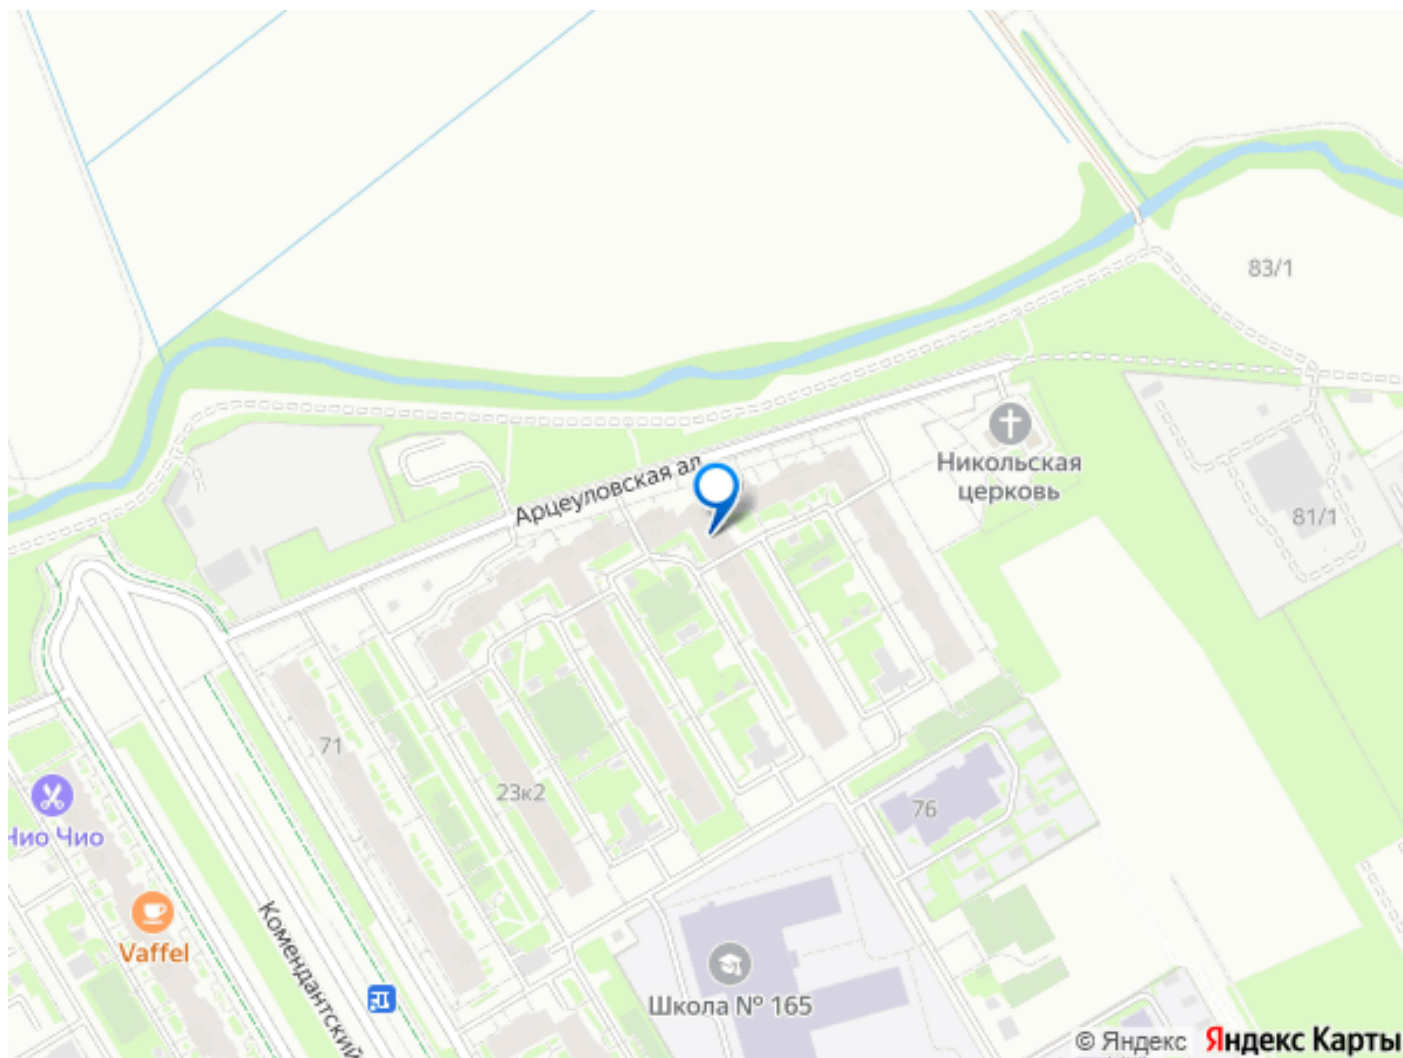 83/1
Никольская
церковь
Арцеуловская ал.
81/1
71
23к2
76
Чио Чио
Vaffel
Комендантский
Школа № 165
© Яндекс Яндекс Карты